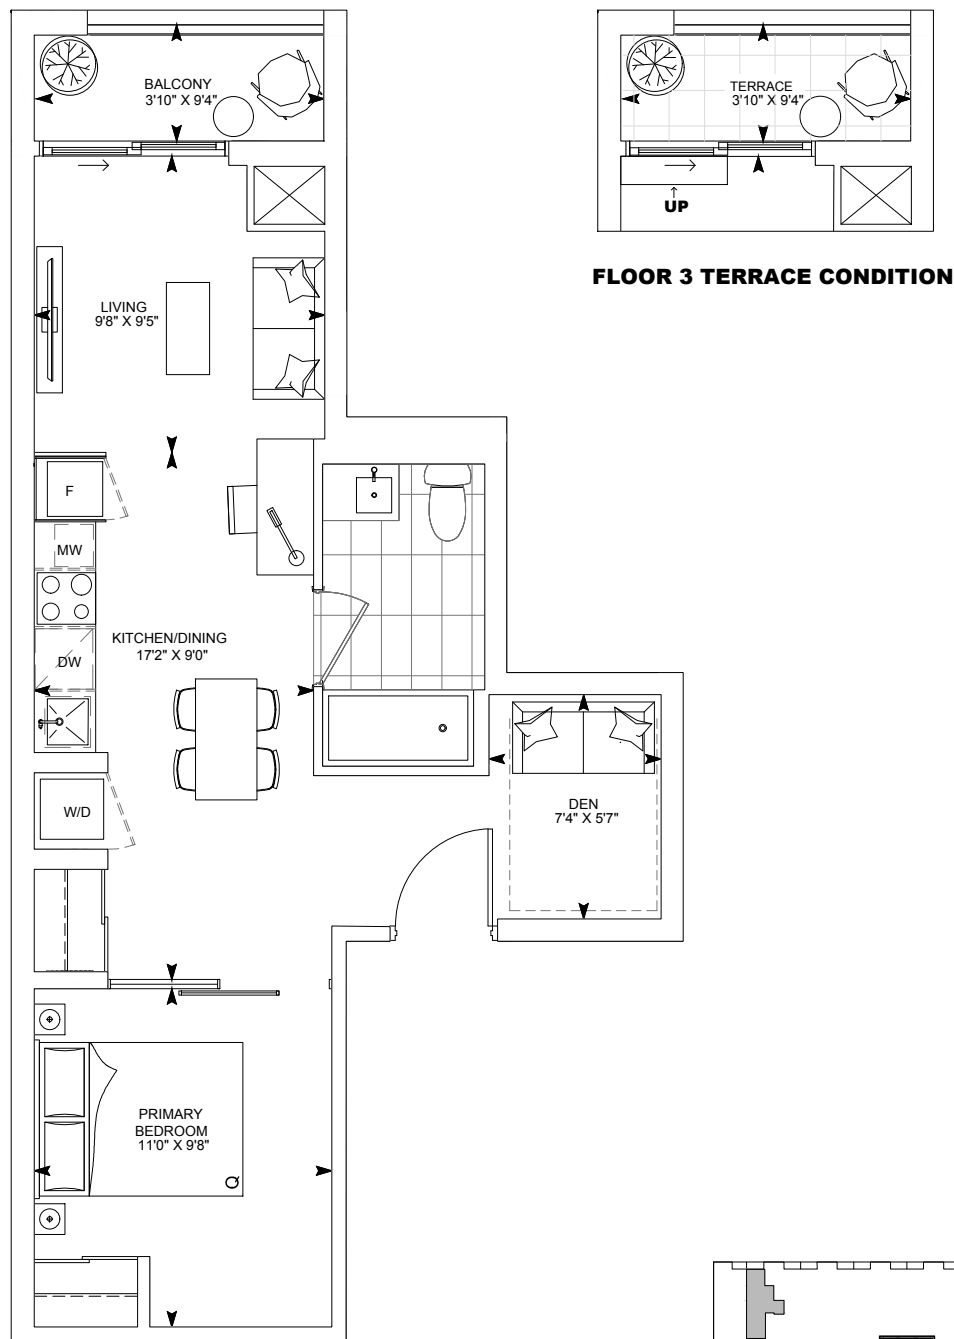 BALCONY
3'10" X 9'4"
TERRACE
3'10" X 9'4"
UP
FLOOR 3 TERRACE CONDITION
LIVING
9'8" X 9'5"
F
MW
KITCHEN/DINING
17'2" X 9'0"
DW
W/D
DEN
7'4" X 5'7"
PRIMARY
BEDROOM
11'0" X 9'8"
Q